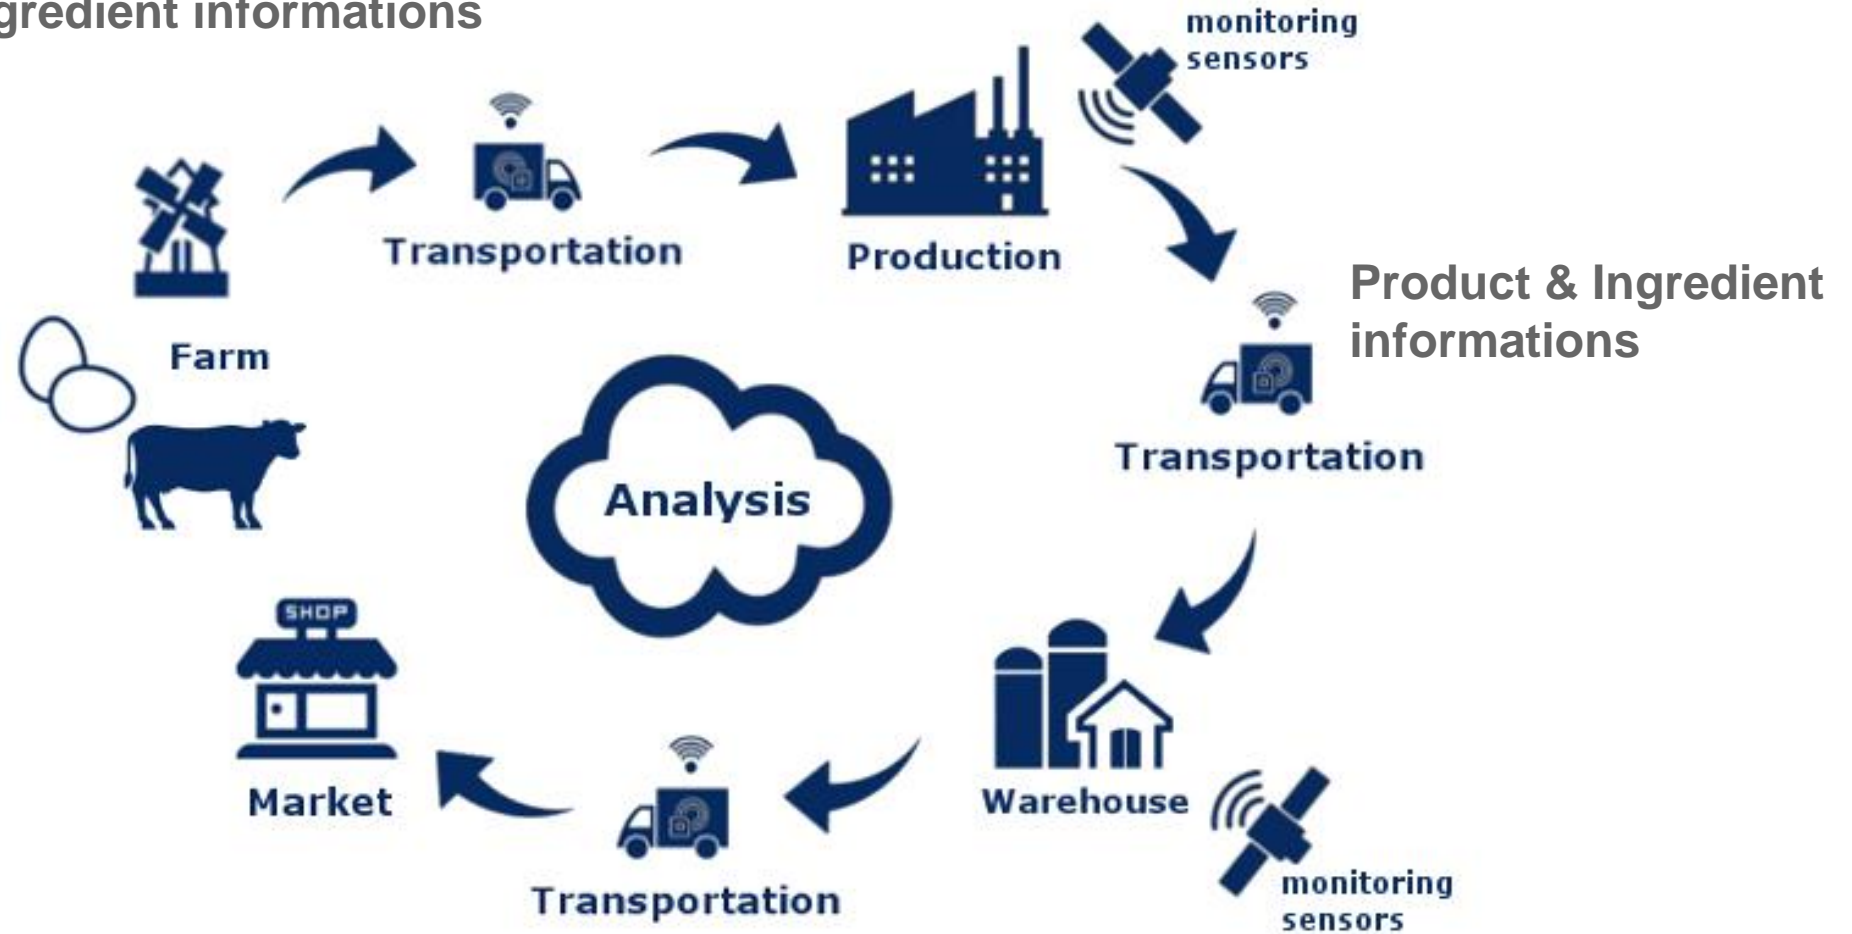 gredient informations
monitoring
sensors
Transportation
Production
Product & Ingredient
informations
Farm
Transportation
Analysis
SHOP
Market
Warehouse
Transportation
monitoring
sensors